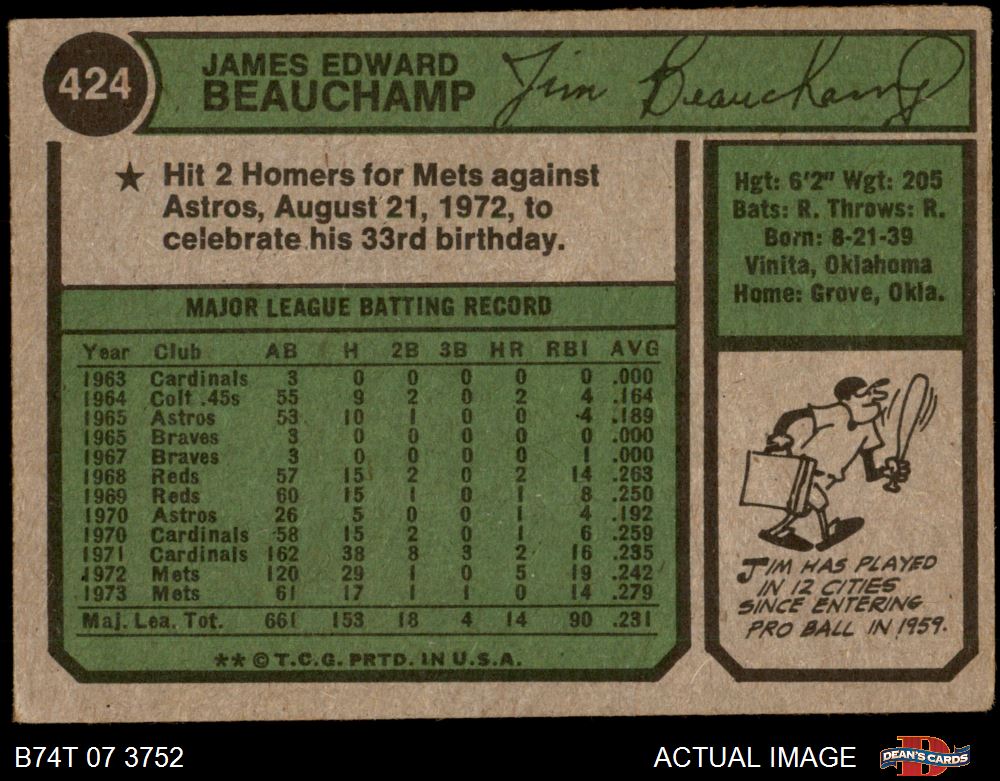 424
JAMES EDWARD
BEAUCHAMP
Jim Beauchamp
★ Hit 2 Homers for Mets against
Astros, August 21, 1972, to
celebrate his 33rd birthday.
MAJOR LEAGUE BATTING RECORD
Year Club AB H 2B 3B HR RBI AVG
1963 Cardinals 3 0 0 0 0 0 .000
1964 Colt .45s 55 9 2 0 2 4 .164
1965 Astros 53 10 1 0 0 4 .189
1965 Braves 3 0 0 0 0 0 .000
1967 Braves 3 0 0 0 0 1 .000
1968 Reds 57 15 2 0 2 14 .263
1969 Reds 60 15 1 0 1 8 .250
1970 Astros 26 5 0 0 1 4 .192
1970 Cardinals 58 15 2 0 1 6 .259
1971 Cardinals 162 38 8 3 2 16 .235
1972 Mets 120 29 1 0 5 19 .242
1973 Mets 61 17 1 1 0 14 .279
Maj. Lea. Tot. 661 153 18 4 14 90 .231
** © T.C.G. PRTD. IN U.S.A.
Hgt: 6'2" Wgt: 205
Bats: R. Throws: R.
Born: 8-21-39
Vinita, Oklahoma
Home: Grove, Okla.
JIM HAS PLAYED
IN 12 CITIES
SINCE ENTERING
PRO BALL IN 1959.
B74T 07 3752
ACTUAL IMAGE
D
DEAN'S CARDS